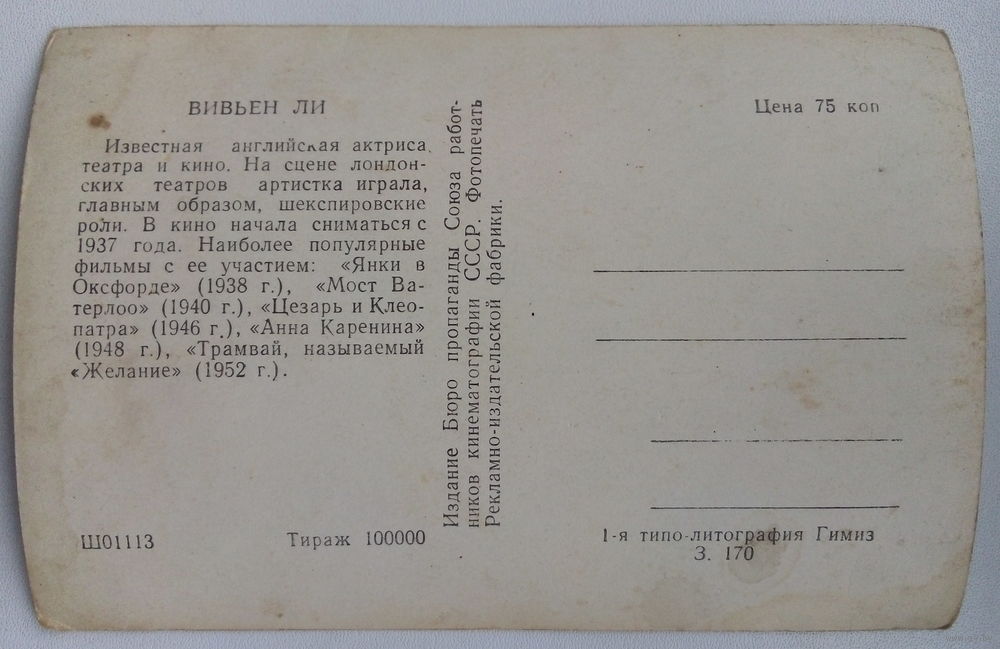 ВИВЬЕН ЛИ
Известная английская актриса
театра и кино. На сцене лондон-
ских театров артистка играла,
главным образом, шекспировские
роли. В кино начала сниматься с
1937 года. Наиболее популярные
фильмы с ее участием: «Янки в
Оксфорде» (1938 г.), «Мост Ва-
терлоо» (1940 г.), «Цезарь и Клео-
патра» (1946 г.), «Анна Каренина»
(1948 г.), «Трамвай, называемый
«Желание» (1952 г.).
Ш01113
Тираж 100000
Издание Бюро пропаганды Союза работ-
ников кинематографии СССР. Фотопечать
Рекламно-издательской фабрики.
Цена 75 коп
1-я типо-литография Гимиз
З. 170